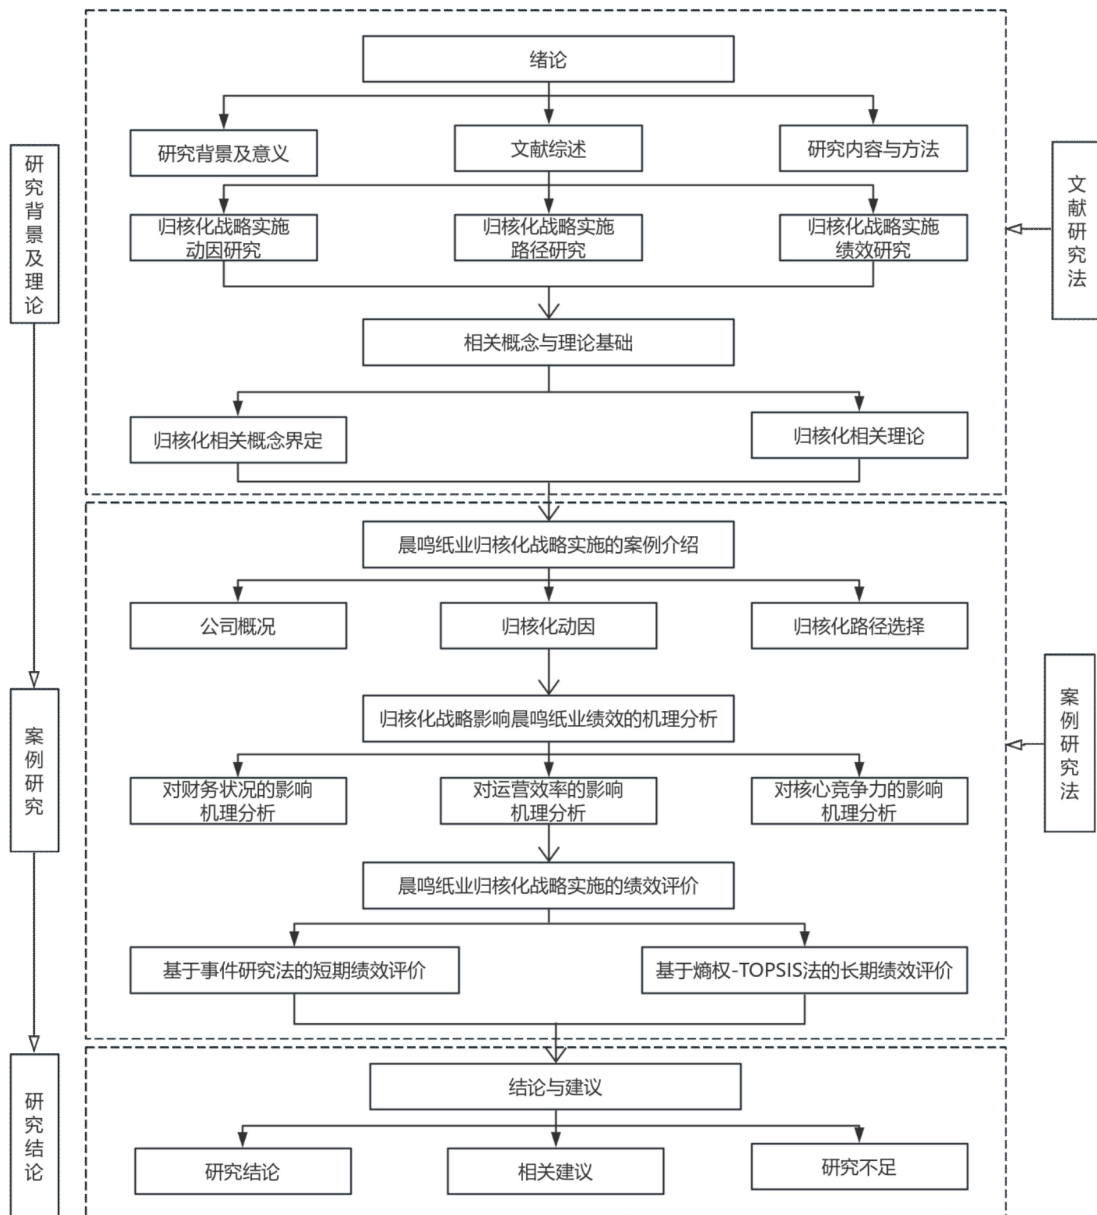 绪论
研究背景及意义
文献综述
研究内容与方法
归核化战略实施
动因研究
归核化战略实施
路径研究
归核化战略实施
绩效研究
相关概念与理论基础
归核化相关概念界定
归核化相关理论
研究背景及理论
文献研究法
晨鸣纸业归核化战略实施的案例介绍
公司概况
归核化动因
归核化路径选择
归核化战略影响晨鸣纸业绩效的机理分析
对财务状况的影响
机理分析
对运营效率的影响
机理分析
对核心竞争力的影响
机理分析
晨鸣纸业归核化战略实施的绩效评价
基于事件研究法的短期绩效评价
基于熵权-TOPSIS法的长期绩效评价
案例研究
案例研究法
结论与建议
研究结论
相关建议
研究不足
研究结论